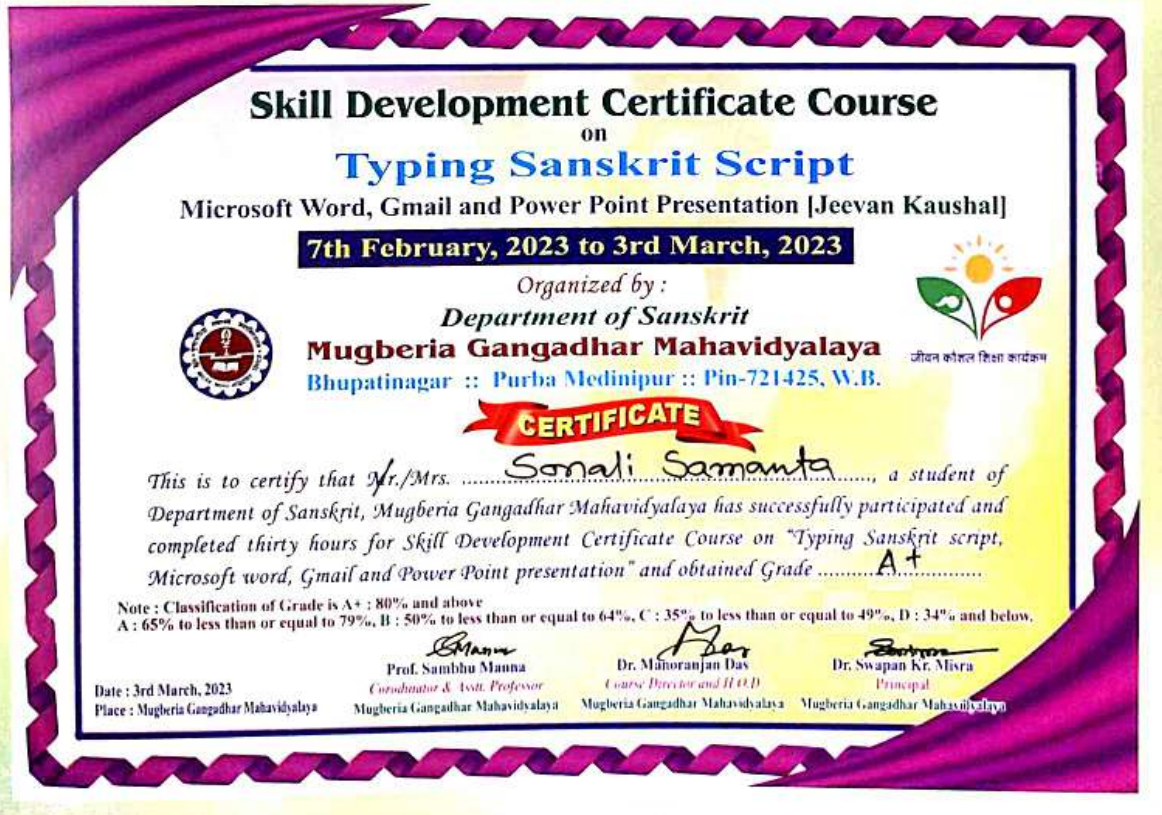 Skill Development Certificate Course
on
Typing Sanskrit Script
Microsoft Word, Gmail and Power Point Presentation [Jeevan Kaushal]
7th February, 2023 to 3rd March, 2023
Organized by :
Department of Sanskrit
Mugberia Gangadhar Mahavidyalaya
जीवन कौशल शिक्षा कार्यक्रम
Bhupatinagar :: Purba Medinipur :: Pin-721425, W.B.
CERTIFICATE
This is to certify that Mr./Mrs. Sonali Samanta, a student of
Department of Sanskrit, Mugberia Gangadhar Mahavidyalaya has successfully participated and
completed thirty hours for Skill Development Certificate Course on "Typing Sanskrit script,
Microsoft word, Gmail and Power Point presentation" and obtained Grade A+
Note : Classification of Grade is A+ : 80% and above
A : 65% to less than or equal to 79%, B : 50% to less than or equal to 64%, C : 35% to less than or equal to 49%, D : 34% and below.
Prof. Sambhu Manna
Corodinator & Asstt. Professor
Mugberia Gangadhar Mahavidyalaya
Dr. Manoranjan Das
Course Director and H.O.D
Mugberia Gangadhar Mahavidyalaya
Dr. Swapan Kr. Misra
Principal
Mugberia Gangadhar Mahavidyalaya
Date : 3rd March, 2023
Place : Mugberia Gangadhar Mahavidyalaya